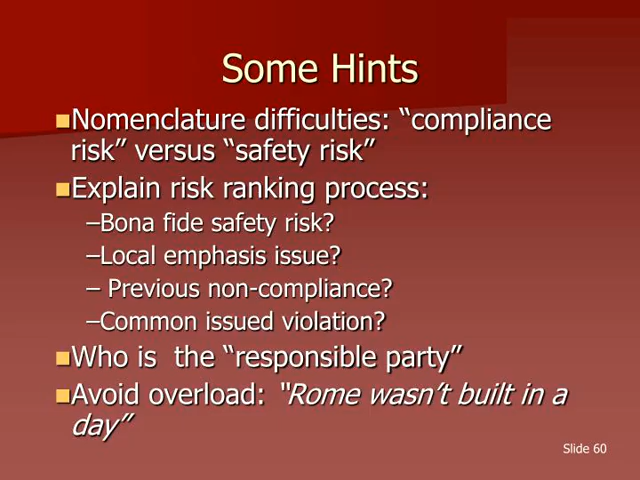 Some Hints
■Nomenclature difficulties: “compliance
risk” versus “safety risk”
■Explain risk ranking process:
–Bona fide safety risk?
–Local emphasis issue?
– Previous non-compliance?
–Common issued violation?
■Who is  the “responsible party”
■Avoid overload: “Rome wasn’t built in a
day”
Slide 60